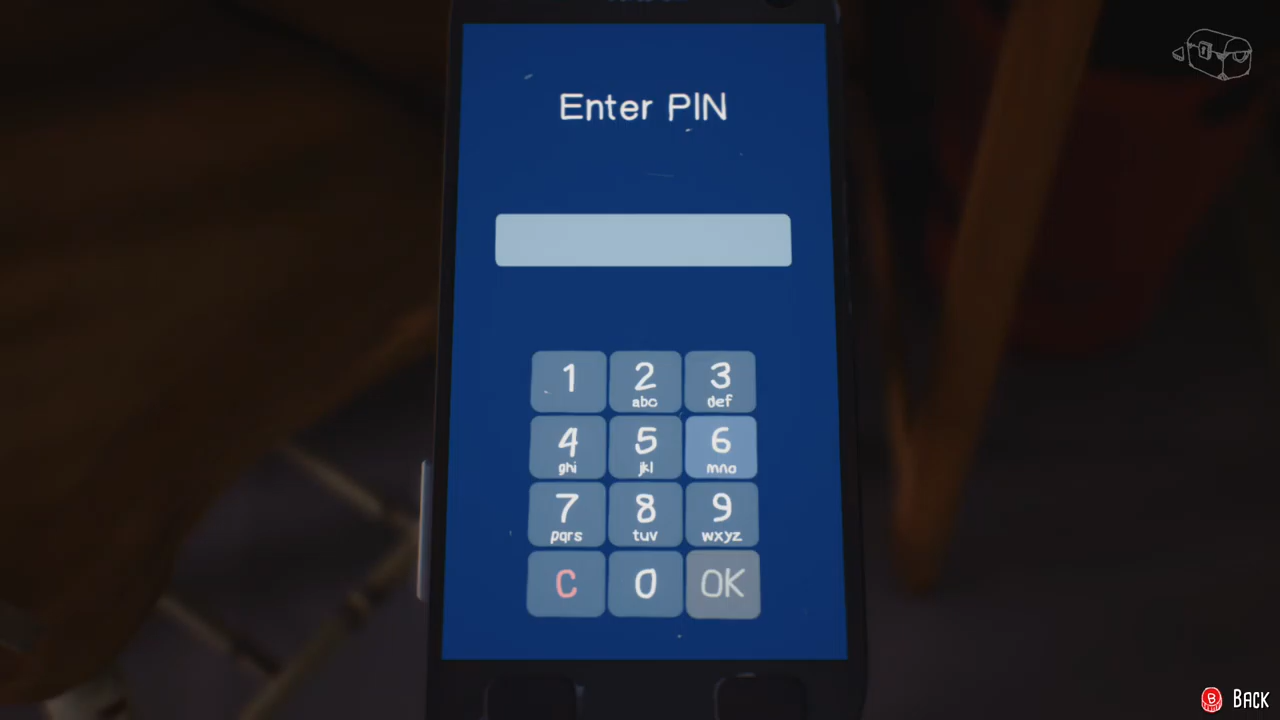 Enter PIN
1 2 3
abc def
4 5 6
ghi jkl mno
7 8 9
pqrs tuv wxyz
C 0 OK
B BACK